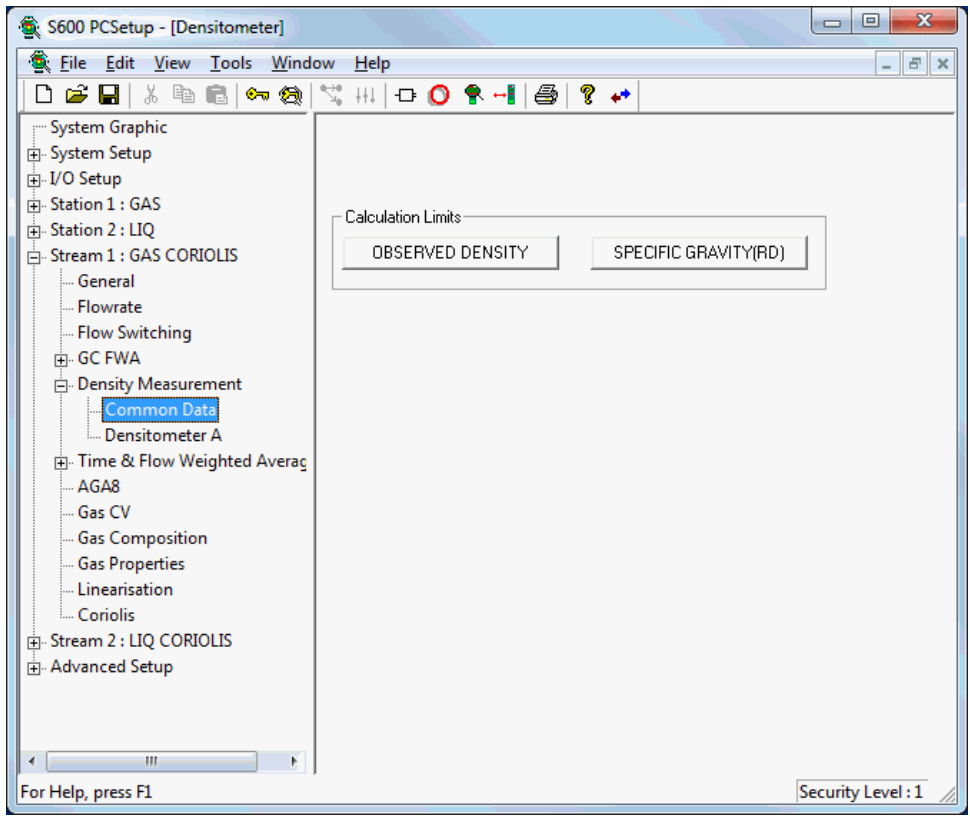 S600 PCSetup - [Densitometer]
File Edit View Tools Window Help
System Graphic
System Setup
I/O Setup
Station 1 : GAS
Station 2 : LIQ
Stream 1 : GAS CORIOLIS
General
Flowrate
Flow Switching
GC FWA
Density Measurement
Common Data
Densitometer A
Time & Flow Weighted Averag
AGA8
Gas CV
Gas Composition
Gas Properties
Linearisation
Coriolis
Stream 2 : LIQ CORIOLIS
Advanced Setup
Calculation Limits
OBSERVED DENSITY SPECIFIC GRAVITY(RD)
For Help, press F1 Security Level : 1